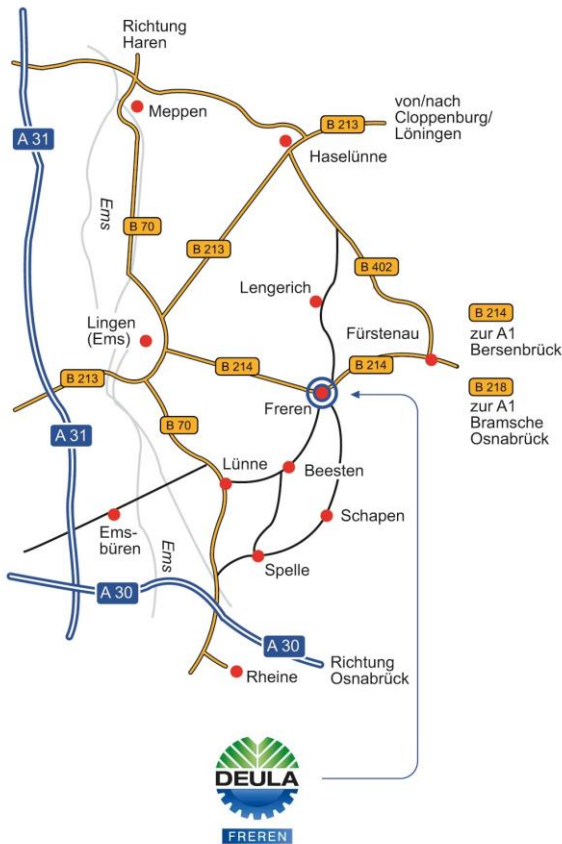 Richtung
Haren
Meppen
A 31
B 213
von/nach
Cloppenburg/
Löningen
Haselünne
Ems
B 70
B 213
B 402
Lengerich
B 214
zur A1
Bersenbrück
Lingen
(Ems)
Fürstenau
B 213
B 214
B 214
B 218
zur A1
Bramsche
Osnabrück
Freren
A 31
B 70
Lünne
Beesten
Ems-
büren
Schapen
Ems
Spelle
A 30
A 30
Richtung
Osnabrück
Rheine
DEULA
FREREN